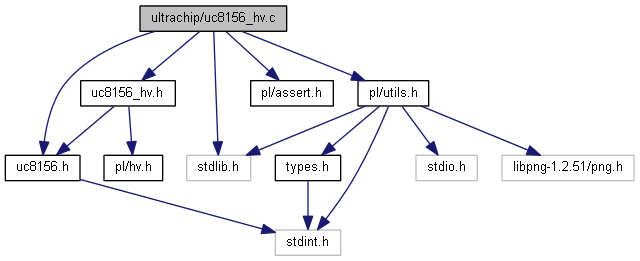 ultrachip/uc8156_hv.c
uc8156_hv.h
pl/assert.h
pl/utils.h
uc8156.h
pl/hv.h
stdlib.h
types.h
stdio.h
libpng-1.2.51/png.h
stdint.h